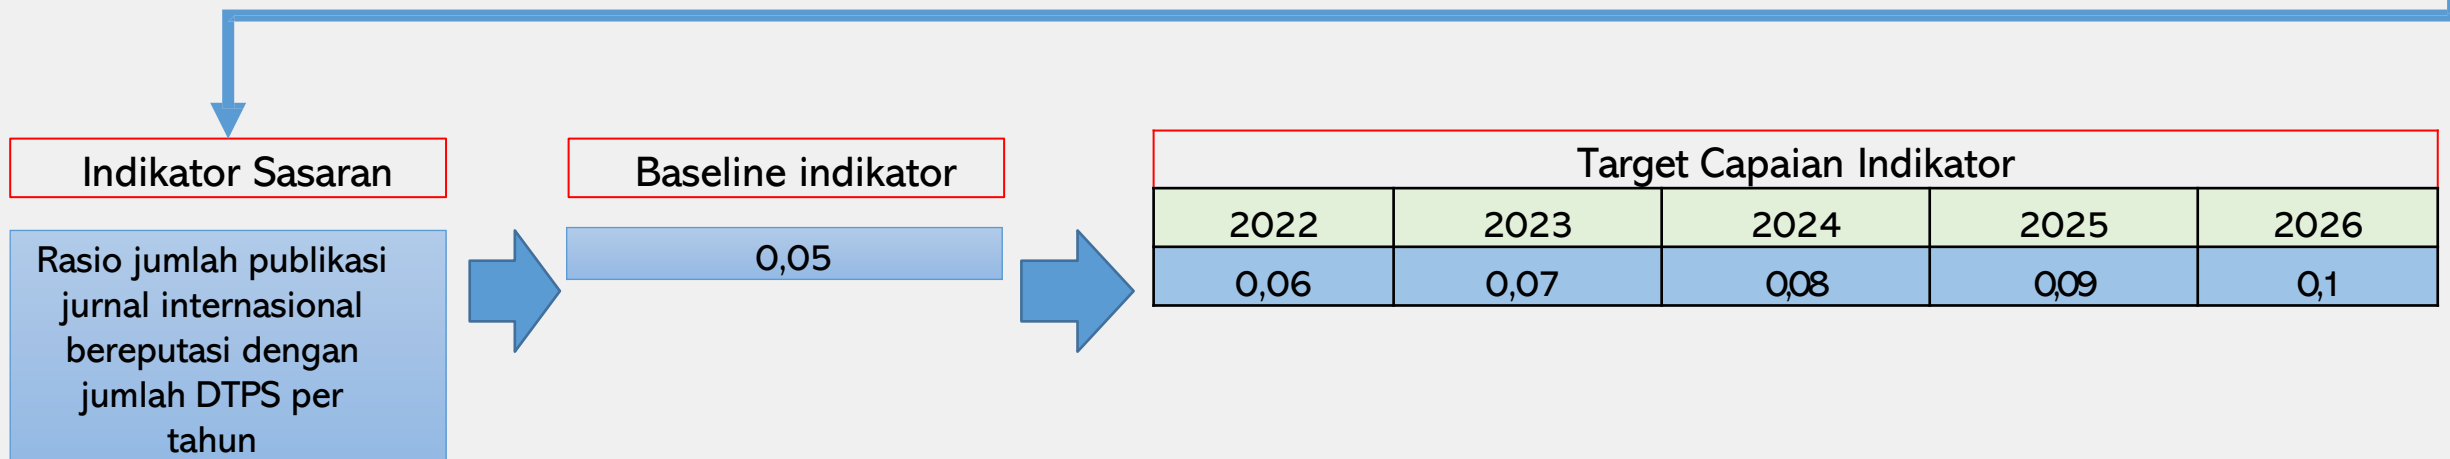 Indikator Sasaran
Rasio jumlah publikasi
jurnal internasional
bereputasi dengan
jumlah DTPS per
tahun
Baseline indikator
0,05
Target Capaian Indikator
2022 2023 2024 2025 2026
0,06 0,07 0,08 0,09 0,1